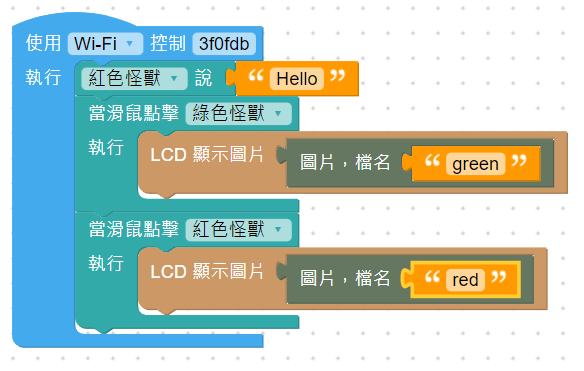 使用 Wi-Fi 控制 3f0fdb
執行 紅色怪獸 說 “ Hello ”
當滑鼠點擊 綠色怪獸
執行 LCD 顯示圖片 圖片，檔名 “ green ”
當滑鼠點擊 紅色怪獸
執行 LCD 顯示圖片 圖片，檔名 “ red ”